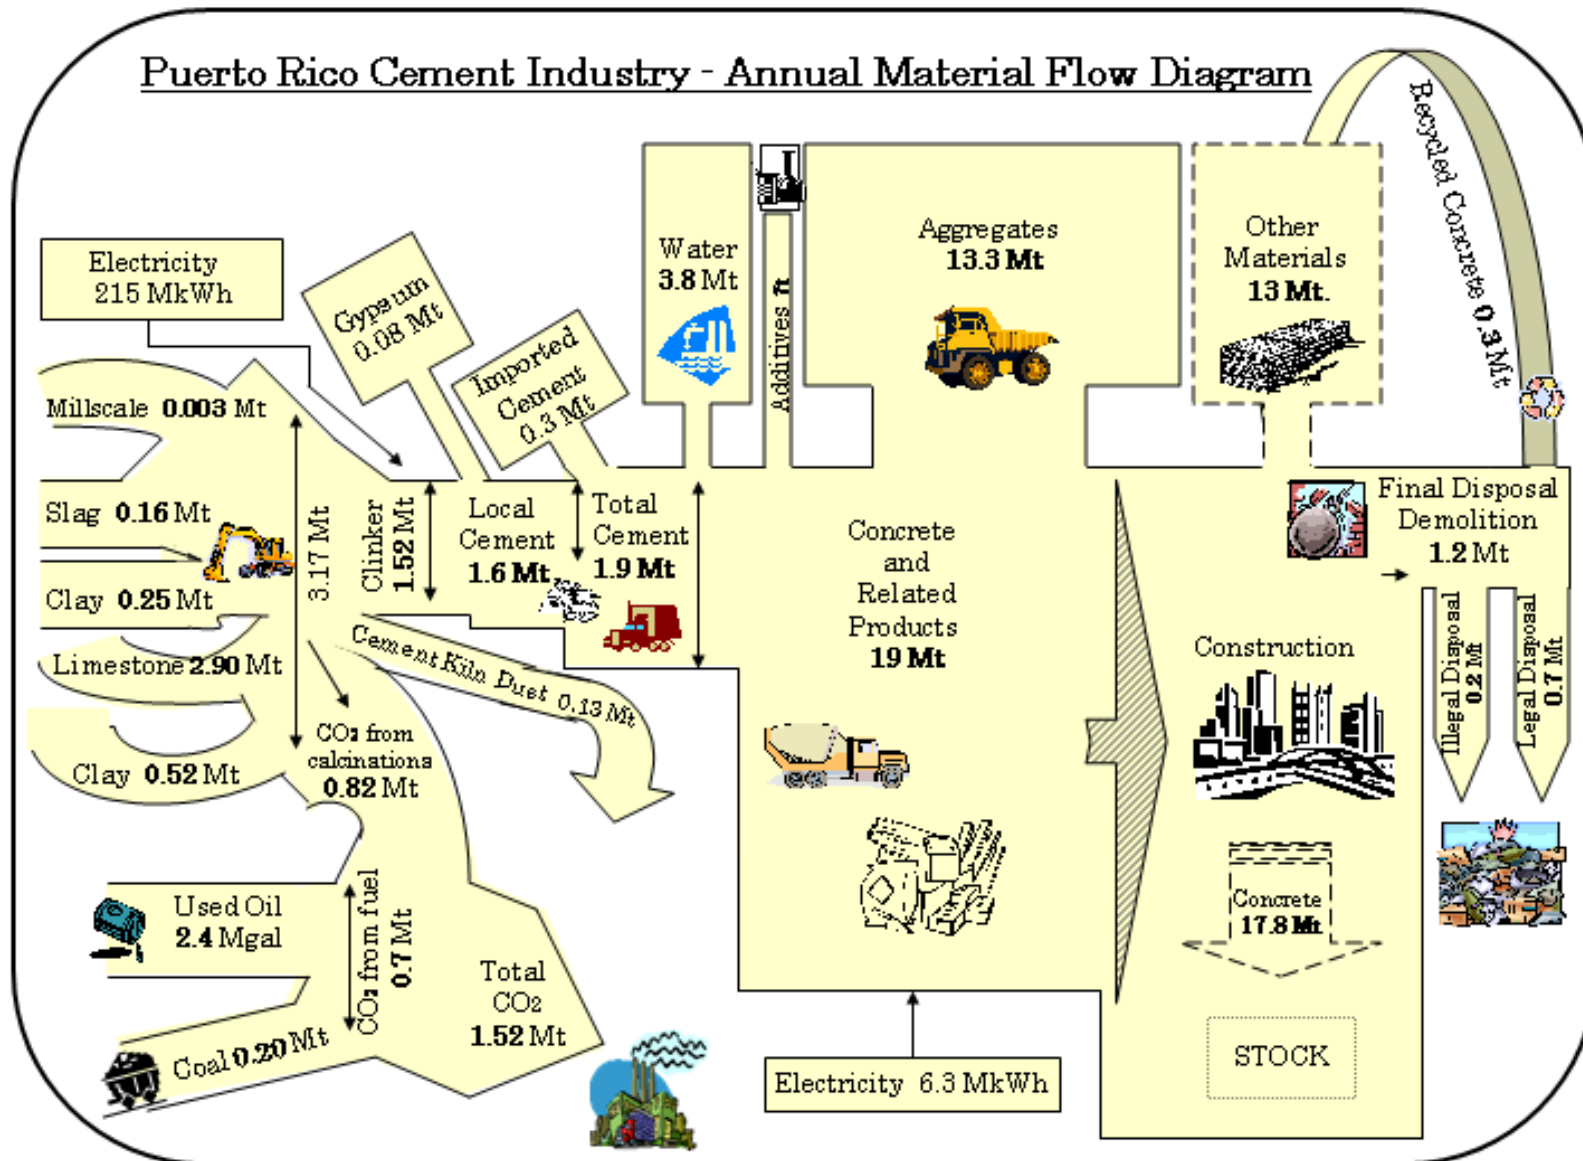 Puerto Rico Cement Industry - Annual Material Flow Diagram
Electricity
215 MkWh
Gypsum
0.08 Mt
Imported
Cement
0.3 Mt
Water
3.8 Mt
Additives ft
Aggregates
13.3 Mt
Other
Materials
13 Mt.
Recycled Concrete 0.3 Mt
Millscale 0.003 Mt
Slag 0.16 Mt
Clay 0.25 Mt
Limestone 2.90 Mt
Clay 0.52 Mt
3.17 Mt
Clinker
1.52 Mt
Local
Cement
1.6 Mt
Total
Cement
1.9 Mt
Cement Kiln Dust 0.13 Mt
CO2 from
calcinations
0.82 Mt
Used Oil
2.4 Mgal
Coal 0.20 Mt
CO2 from fuel
0.7 Mt
Total
CO2
1.52 Mt
Concrete
and
Related
Products
19 Mt
Electricity 6.3 MkWh
Construction
Concrete
17.8 Mt
STOCK
Final Disposal
Demolition
1.2 Mt
Illegal Disposal
0.2 Mt
Legal Disposal
0.7 Mt